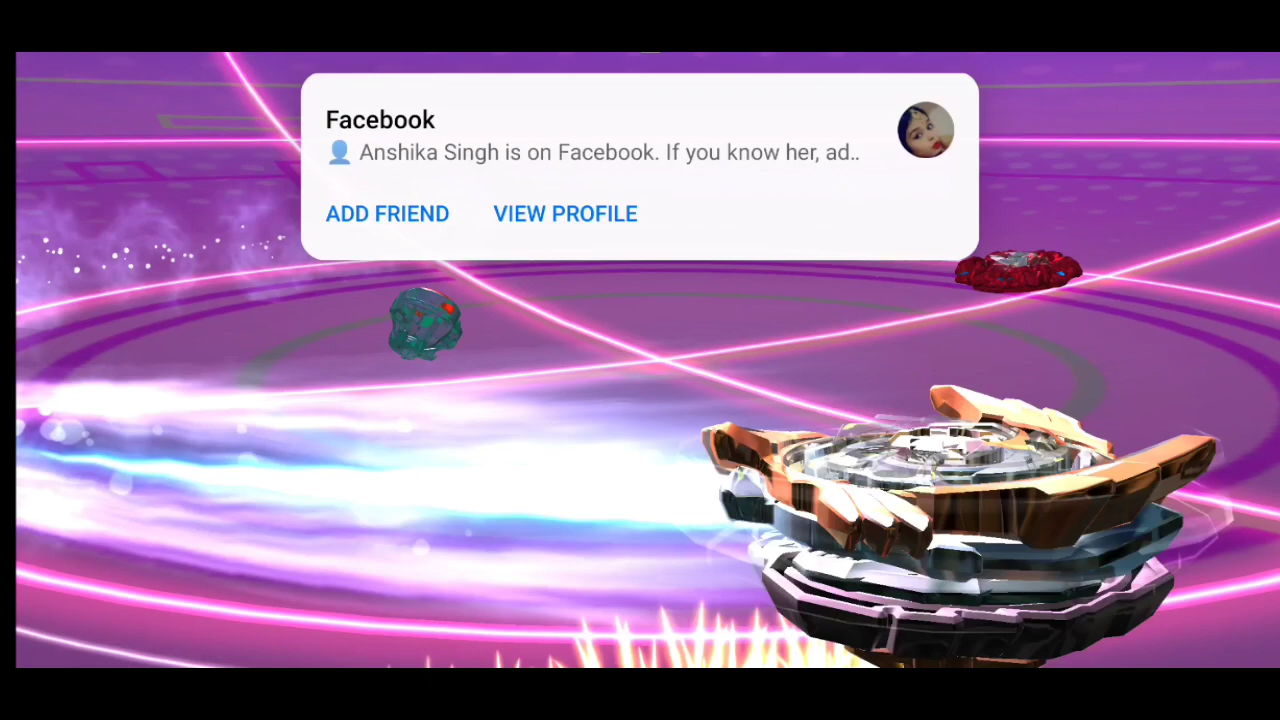 Facebook
👤 Anshika Singh is on Facebook. If you know her, ad..
ADD FRIEND VIEW PROFILE